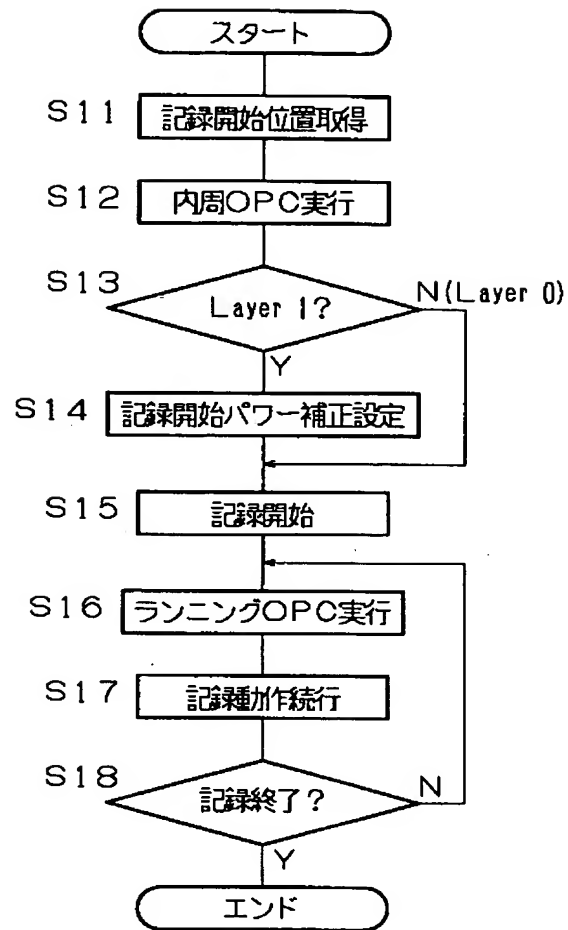 スタート
S11
記録開始位置取得
S12
内周OPC実行
S13
Layer 1?
N(Layer 0)
Y
S14
記録開始パワー補正設定
S15
記録開始
S16
ランニングOPC実行
S17
記録動作続行
S18
記録終了?
N
Y
エンド